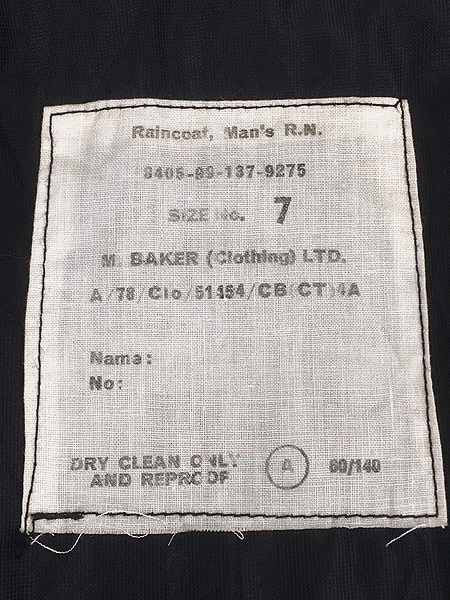 Raincoat, Man's R.N.
8405-99-137-9275
SIZE No. 7
M. BAKER (Clothing) LTD.
A/78/Clo/51454/CB(CT)4A
Name:
No:
DRY CLEAN ONLY
AND REPROOF
A
60/140